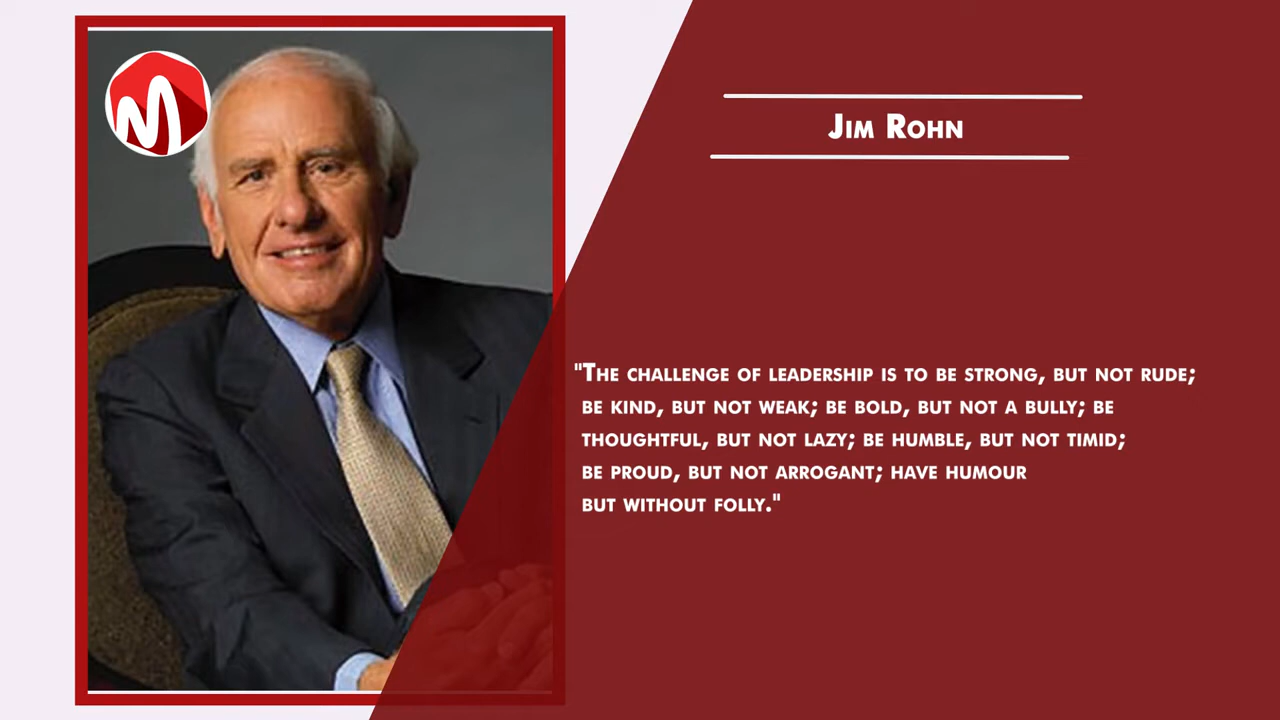 Jim Rohn
"The challenge of leadership is to be strong, but not rude;
be kind, but not weak; be bold, but not a bully; be
thoughtful, but not lazy; be humble, but not timid;
be proud, but not arrogant; have humour
but without folly."